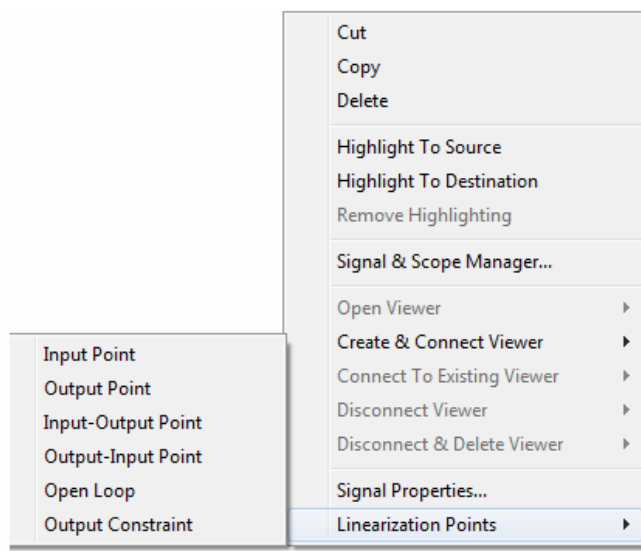 Cut
Copy
Delete
Highlight To Source
Highlight To Destination
Remove Highlighting
Signal & Scope Manager...
Open Viewer
Create & Connect Viewer
Connect To Existing Viewer
Disconnect Viewer
Disconnect & Delete Viewer
Signal Properties...
Linearization Points
Input Point
Output Point
Input-Output Point
Output-Input Point
Open Loop
Output Constraint